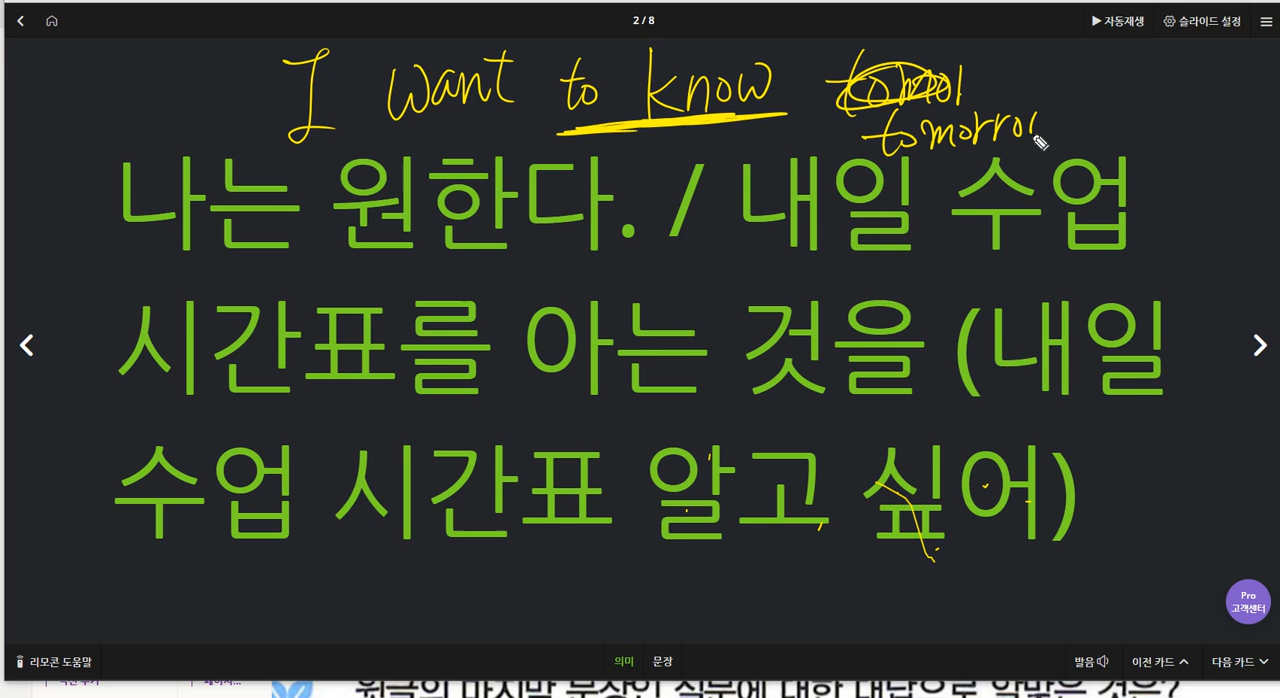 2 / 8
자동재생
슬라이드 설정
I want to know
tomorror
나는 원한다. / 내일 수업
시간표를 아는 것을 (내일
수업 시간표 알고 싶어)
Pro
고객센터
리모콘 도움말
의미
문장
발음
이전 카드
다음 카드